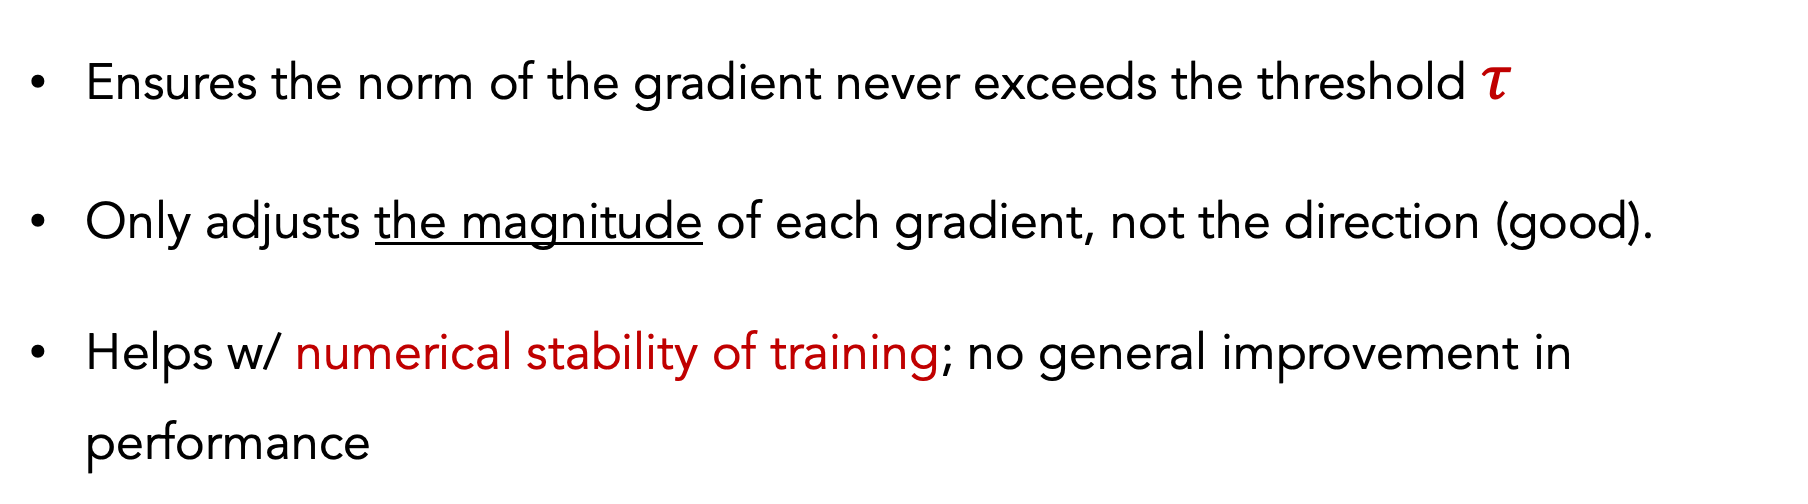 • Ensures the norm of the gradient never exceeds the threshold τ
• Only adjusts the magnitude of each gradient, not the direction (good).
• Helps w/ numerical stability of training; no general improvement in
performance